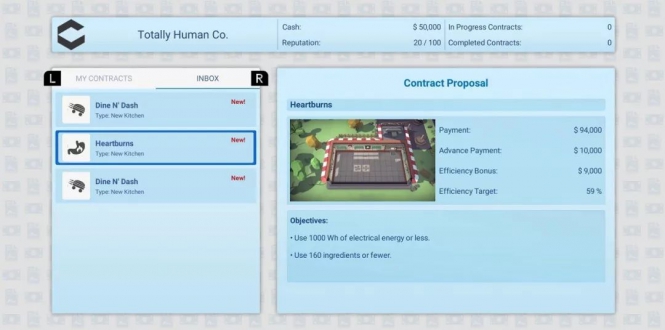 Totally Human Co.
Cash: $ 50,000 In Progress Contracts: 0
Reputation: 20 / 100 Completed Contracts: 0
L MY CONTRACTS INBOX R
Dine N' Dash New!
Type: New Kitchen
Heartburns New!
Type: New Kitchen
Dine N' Dash New!
Type: New Kitchen
Contract Proposal
Heartburns
Payment: $ 94,000
Advance Payment: $ 10,000
Efficiency Bonus: $ 9,000
Efficiency Target: 59 %
Objectives:
• Use 1000 Wh of electrical energy or less.
• Use 160 ingredients or fewer.